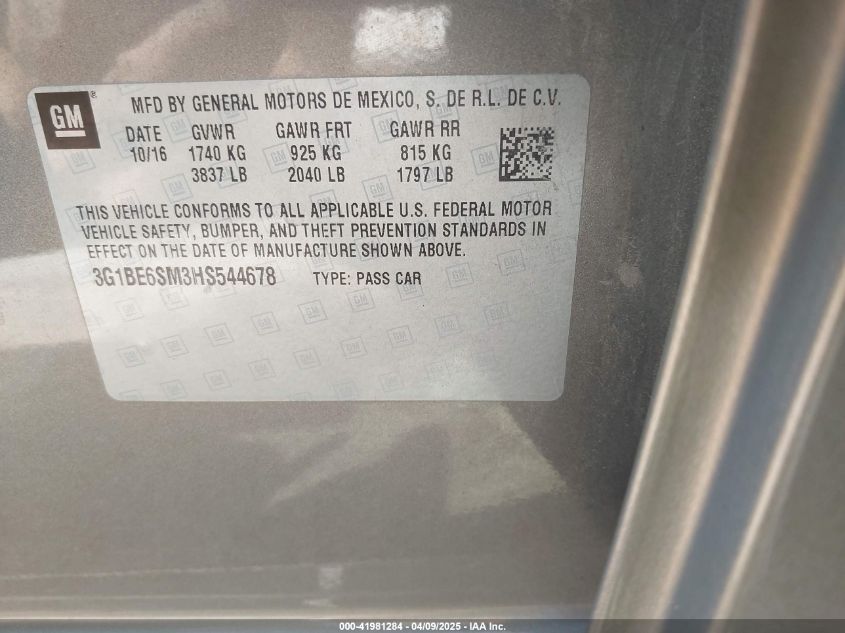 GM
MFD BY GENERAL MOTORS DE MEXICO, S. DE R.L. DE C.V.
DATE GVWR GAWR FRT GAWR RR
10/16 1740 KG 925 KG 815 KG
3837 LB 2040 LB 1797 LB
THIS VEHICLE CONFORMS TO ALL APPLICABLE U.S. FEDERAL MOTOR
VEHICLE SAFETY, BUMPER, AND THEFT PREVENTION STANDARDS IN
EFFECT ON THE DATE OF MANUFACTURE SHOWN ABOVE.
3G1BE6SM3HS544678 TYPE: PASS CAR
000-41981284 - 04/09/2025 - IAA Inc.